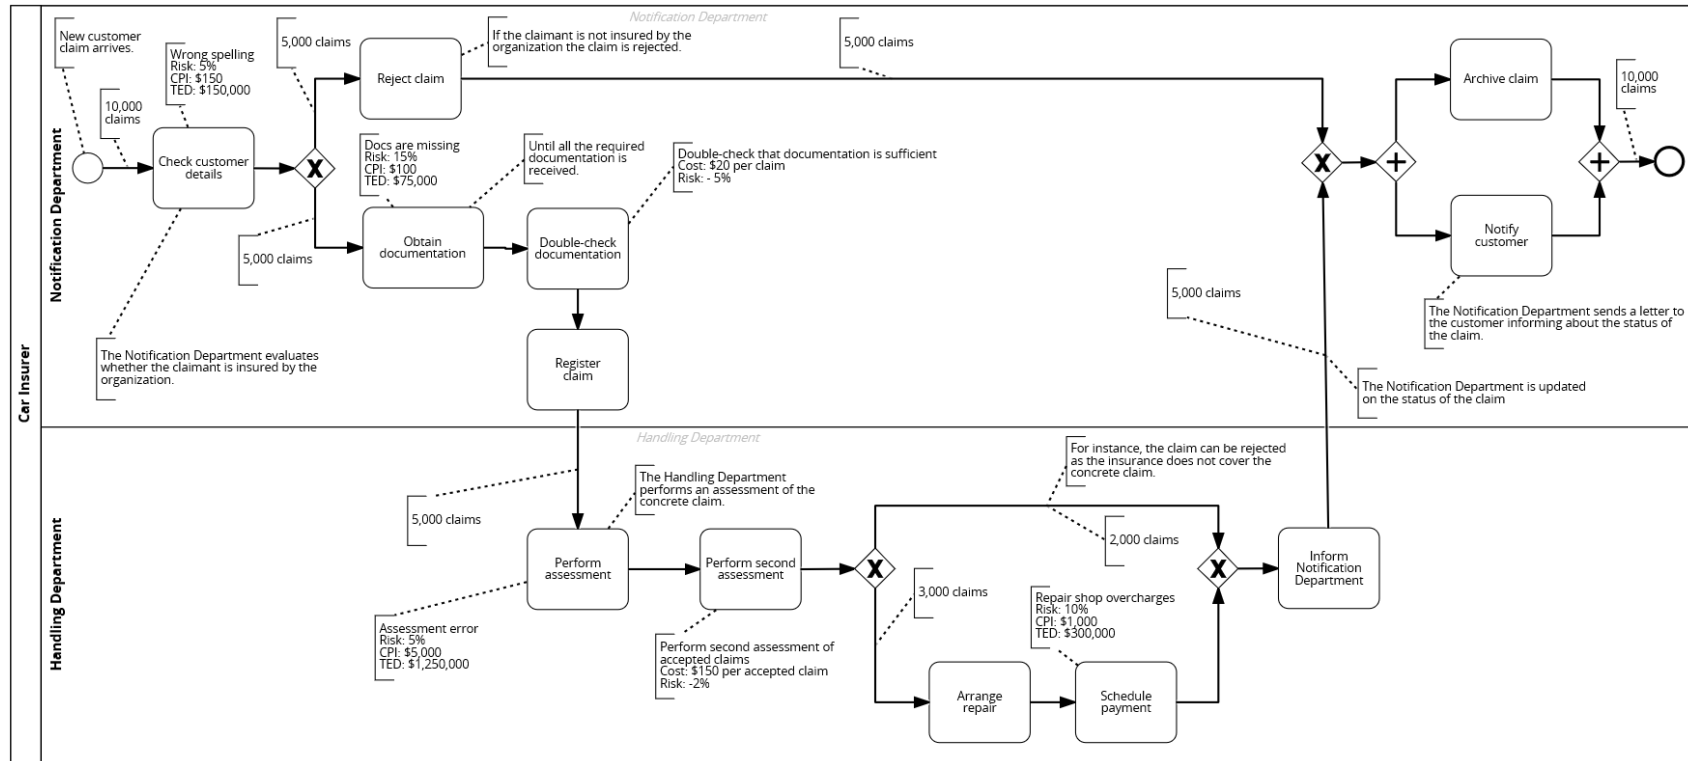 Car Insurer
Notification Department
Notification Department
New customer
claim arrives.
10,000
claims
Wrong spelling
Risk: 5%
CPI: $150
TED: $150,000
Check customer
details
The Notification Department evaluates
whether the claimant is insured by the
organization.
5,000 claims
X
5,000 claims
Reject claim
If the claimant is not insured by the
organization the claim is rejected.
Docs are missing
Risk: 15%
CPI: $100
TED: $75,000
Until all the required
documentation is
received.
Obtain
documentation
Double-check
documentation
Double-check that documentation is sufficient
Cost: $20 per claim
Risk: - 5%
Register
claim
5,000 claims
X
+
Archive claim
Notify
customer
The Notification Department sends a letter to
the customer informing about the status of
the claim.
+
10,000
claims
5,000 claims
The Notification Department is updated
on the status of the claim
Handling Department
Handling Department
5,000 claims
The Handling Department
performs an assessment of the
concrete claim.
Perform
assessment
Assessment error
Risk: 5%
CPI: $5,000
TED: $1,250,000
Perform second
assessment
Perform second assessment of
accepted claims
Cost: $150 per accepted claim
Risk: -2%
X
For instance, the claim can be rejected
as the insurance does not cover the
concrete claim.
2,000 claims
3,000 claims
Repair shop overcharges
Risk: 10%
CPI: $1,000
TED: $300,000
Arrange
repair
Schedule
payment
X
Inform
Notification
Department